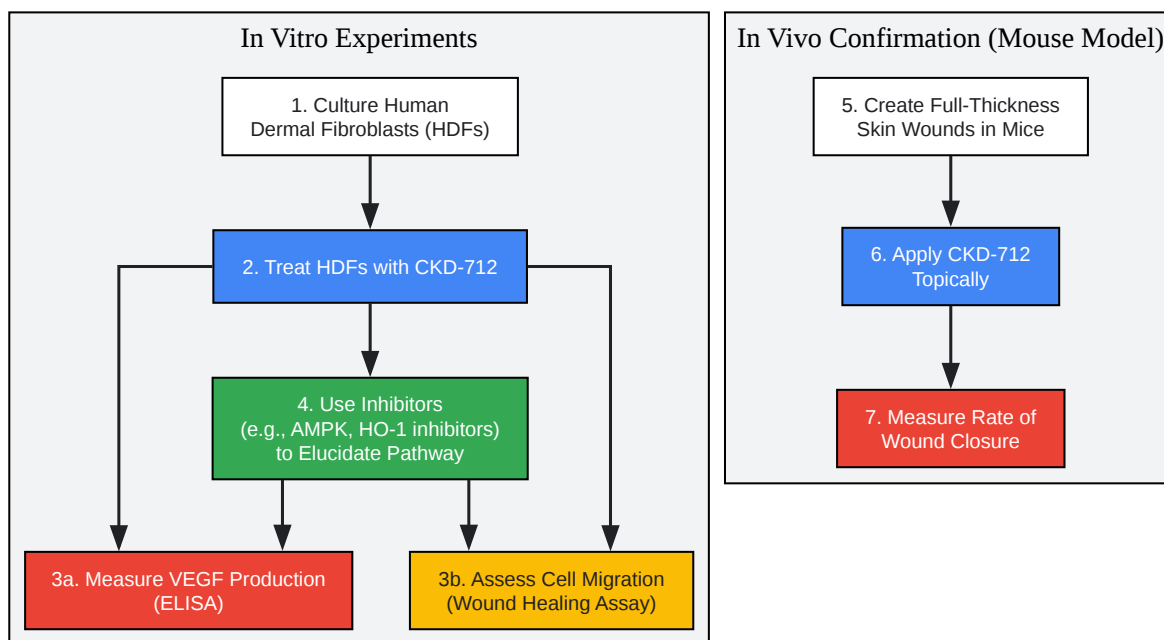 In Vitro Experiments
1. Culture Human
Dermal Fibroblasts (HDFs)
2. Treat HDFs with CKD-712
4. Use Inhibitors
(e.g., AMPK, HO-1 inhibitors)
to Elucidate Pathway
3a. Measure VEGF Production
(ELISA)
3b. Assess Cell Migration
(Wound Healing Assay)
In Vivo Confirmation (Mouse Model)
5. Create Full-Thickness
Skin Wounds in Mice
6. Apply CKD-712
Topically
7. Measure Rate of
Wound Closure